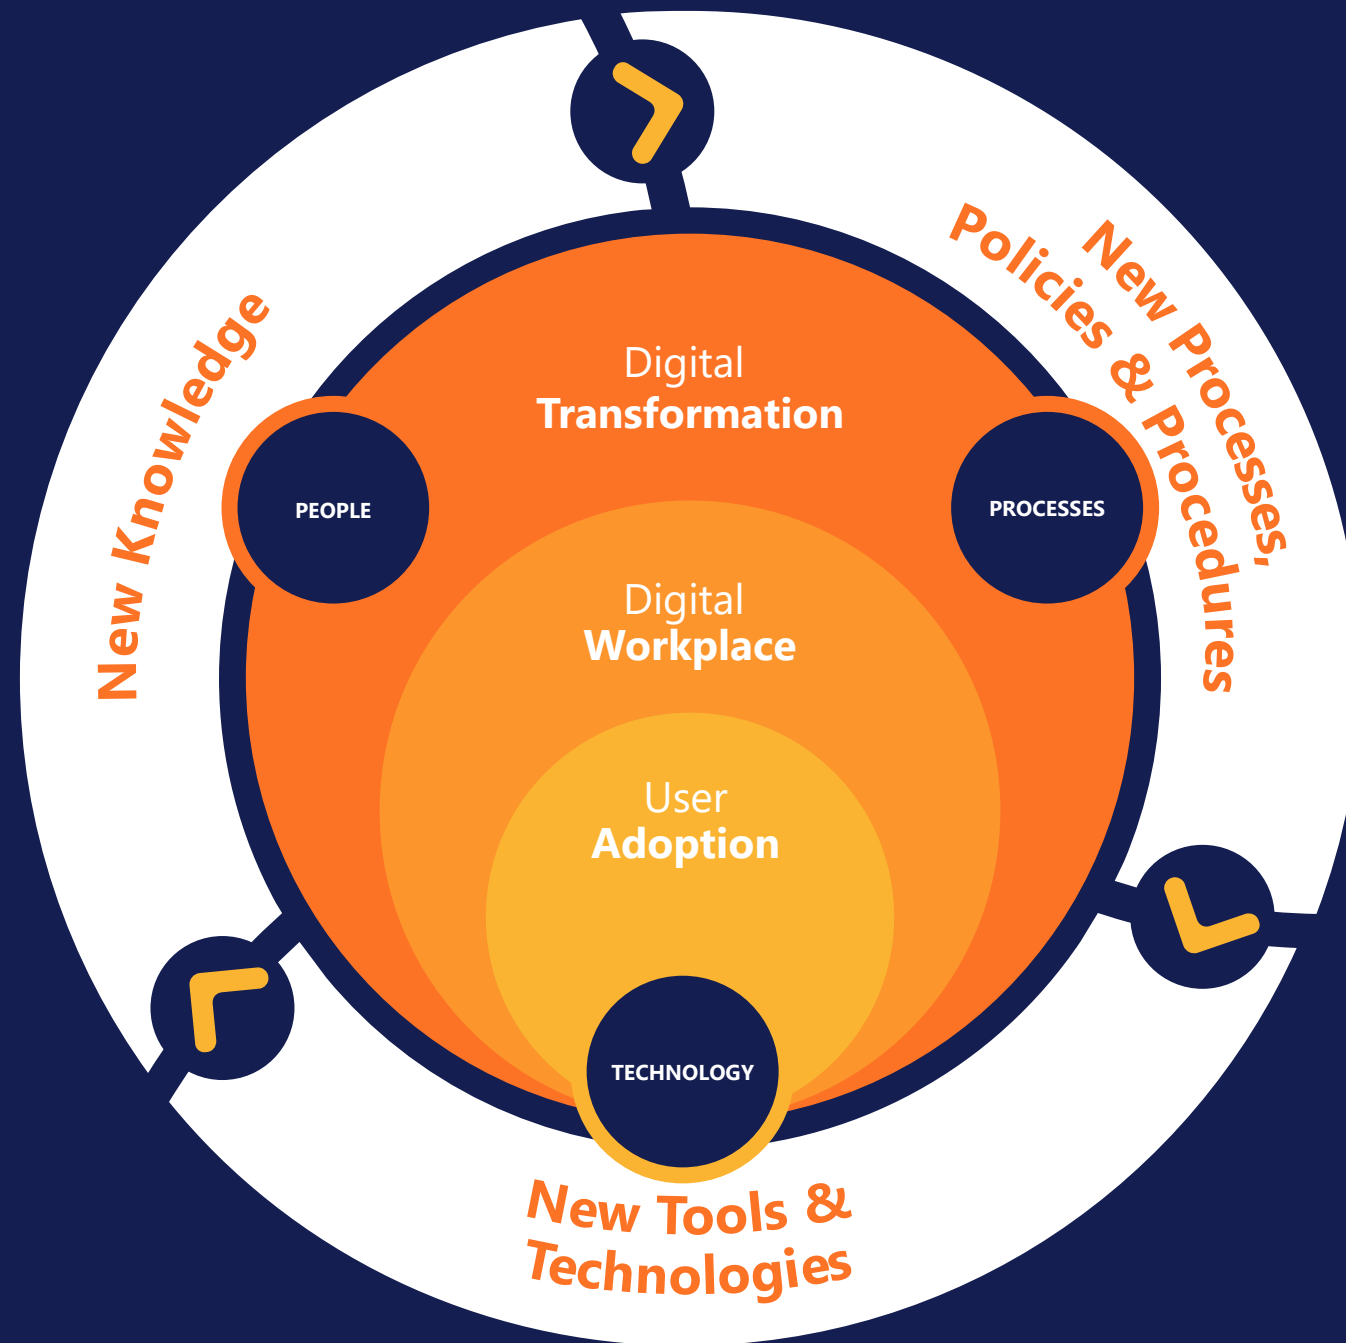 New Knowledge
New Processes,
Policies & Procedures
Digital
Transformation
PEOPLE
PROCESSES
Digital
Workplace
User
Adoption
TECHNOLOGY
New Tools &
Technologies